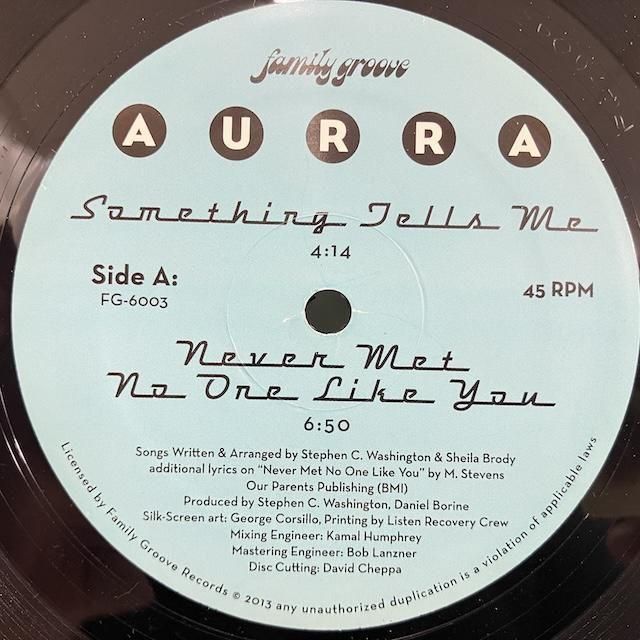 family groove
AURRA
Something Tells Me
4:14
Side A:
FG-6003
45 RPM
Never Met
No One Like You
6:50
Songs Written & Arranged by Stephen C. Washington & Sheila Brody
additional lyrics on "Never Met No One Like You" by M. Stevens
Our Parents Publishing (BMI)
Produced by Stephen C. Washington, Daniel Borine
Silk-Screen art: George Corsillo, Printing by Listen Recovery Crew
Mixing Engineer: Kamal Humphrey
Mastering Engineer: Bob Lanzner
Disc Cutting: David Cheppa
Licensed by Family Groove Records © 2013 any unauthorized duplication is a violation of applicable laws